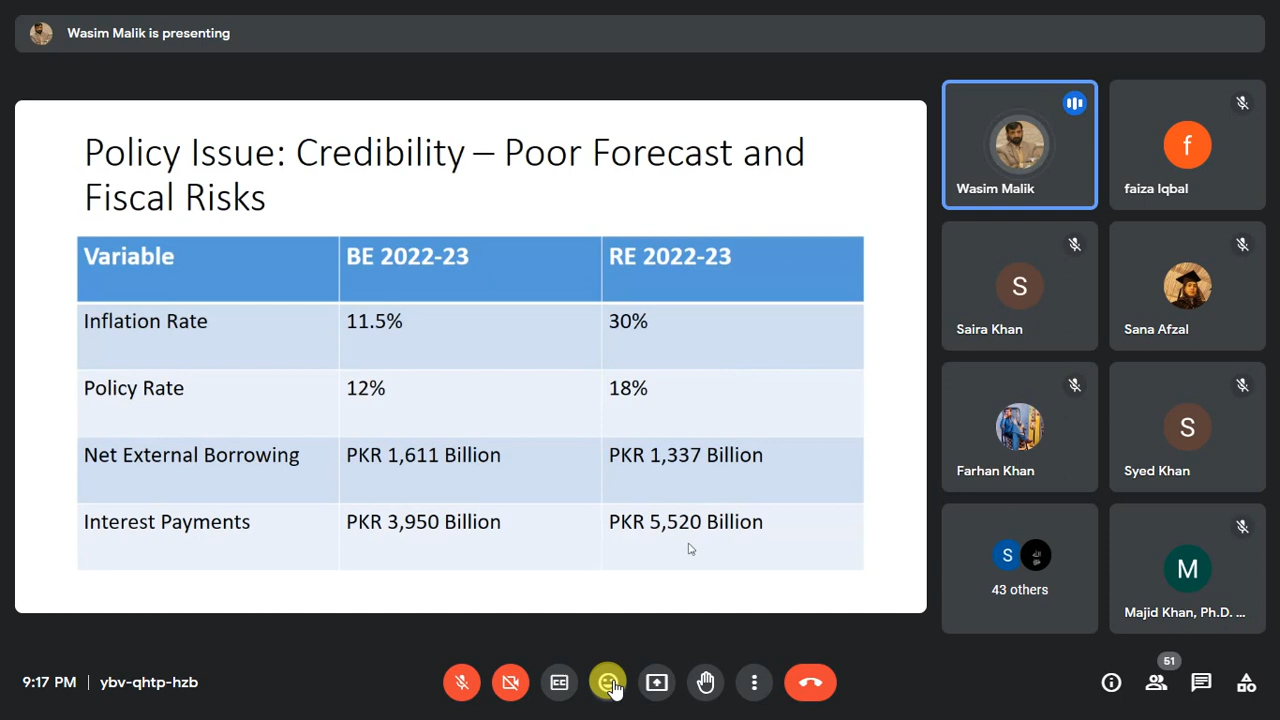 Wasim Malik is presenting
Policy Issue: Credibility – Poor Forecast and
Fiscal Risks
Variable BE 2022-23 RE 2022-23
Inflation Rate 11.5% 30%
Policy Rate 12% 18%
Net External Borrowing PKR 1,611 Billion PKR 1,337 Billion
Interest Payments PKR 3,950 Billion PKR 5,520 Billion
Wasim Malik
f
faiza Iqbal
S
Saira Khan
Sana Afzal
Farhan Khan
S
Syed Khan
S
43 others
M
Majid Khan, Ph.D. ...
9:17 PM | ybv-qhtp-hzb
CC
51